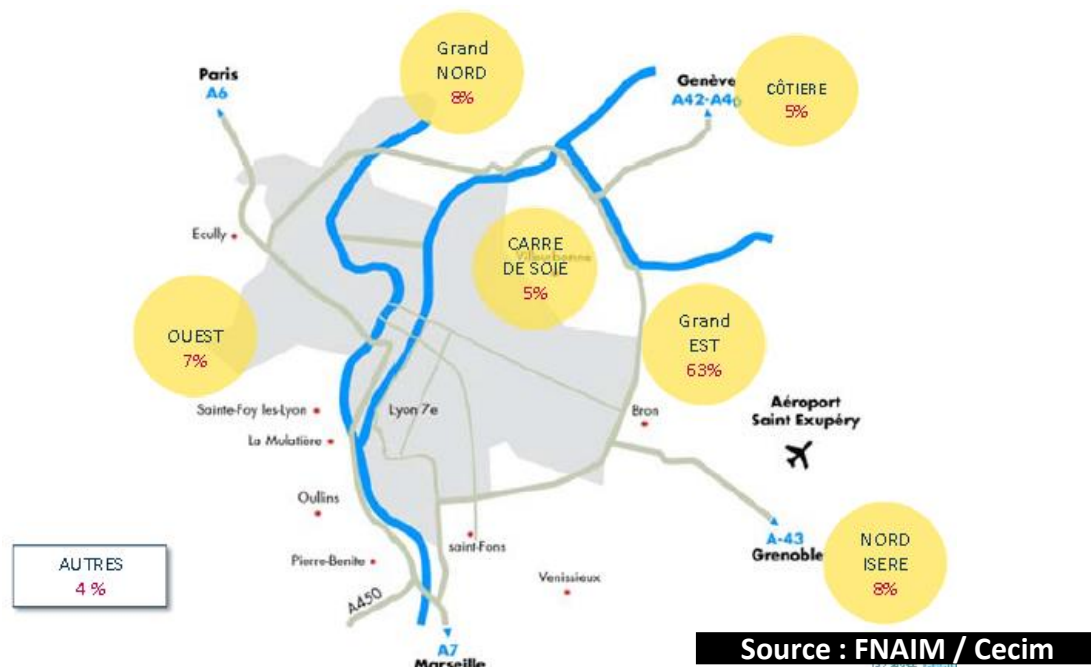 Grand
NORD
8%
Paris
A6
Genève
A42-A40
CÔTIERE
5%
Ecully
CARRE
DE SOIE
Villeurbanne
5%
OUEST
7%
Grand
EST
63%
Sainte-Foy les-Lyon
Lyon 7e
Bron
Aéroport
Saint Exupéry
La Mulatière
Oullins
A-43
Grenoble
NORD
ISERE
8%
AUTRES
4 %
Pierre-Benite
saint-Fons
Venissieux
A450
A7
Marseille
Source : FNAIM / Cecim